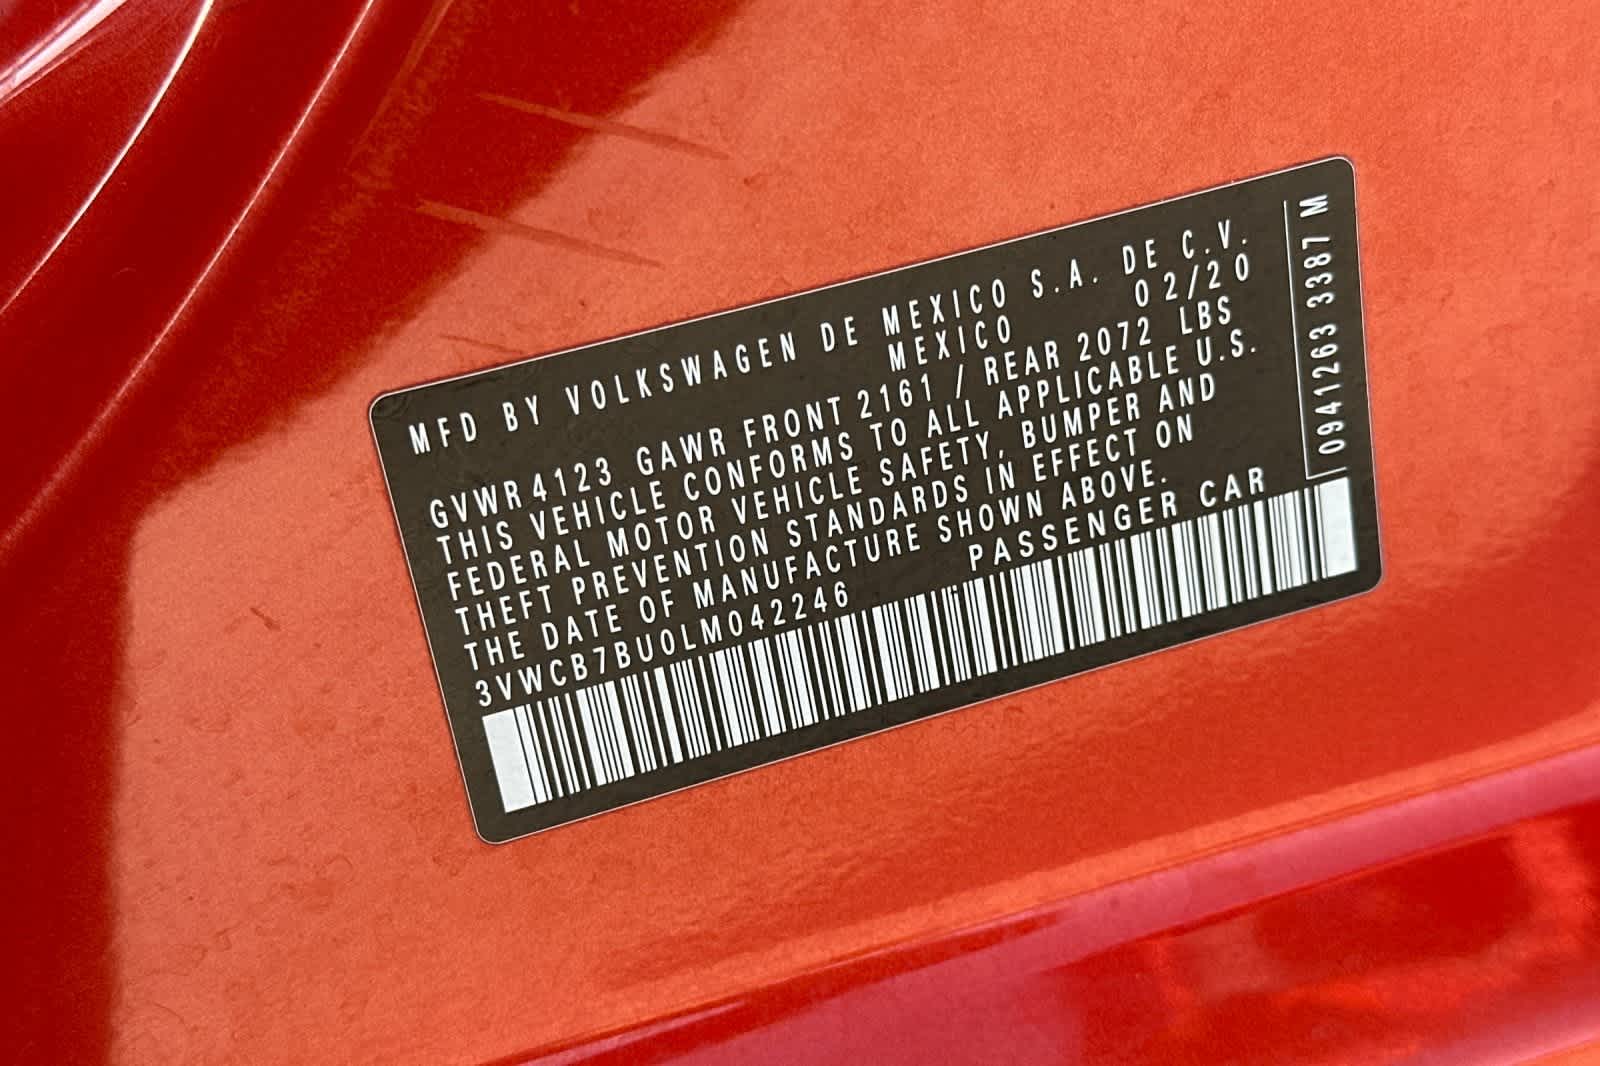 MFD BY VOLKSWAGEN DE MEXICO S.A. DE C.V.
MEXICO 02/20
GVWR 4123 GAWR FRONT 2161 / REAR 2072 LBS
THIS VEHICLE CONFORMS TO ALL APPLICABLE U.S.
FEDERAL MOTOR VEHICLE SAFETY, BUMPER AND
THEFT PREVENTION STANDARDS IN EFFECT ON
THE DATE OF MANUFACTURE SHOWN ABOVE.
3VWCB7BU0LM042246 PASSENGER CAR
0941263 3387 M